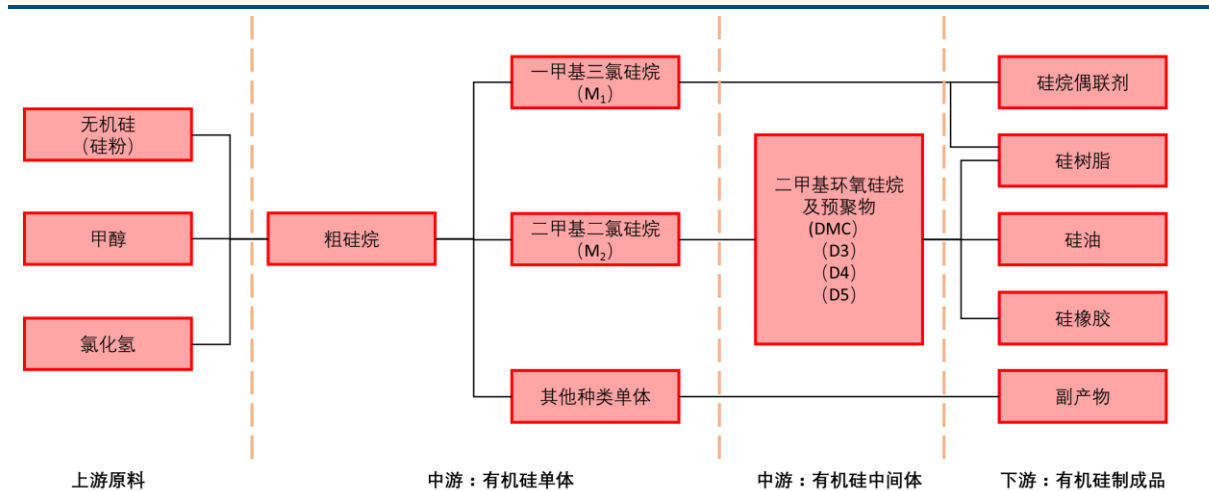 无机硅
（硅粉）
甲醇
氯化氢
粗硅烷
一甲基三氯硅烷
（M₁）
二甲基二氯硅烷
（M₂）
其他种类单体
二甲基环氧硅烷
及预聚物
(DMC）
（D3）
（D4）
（D5）
硅烷偶联剂
硅树脂
硅油
硅橡胶
副产物
上游原料
中游：有机硅单体
中游：有机硅中间体
下游：有机硅制成品